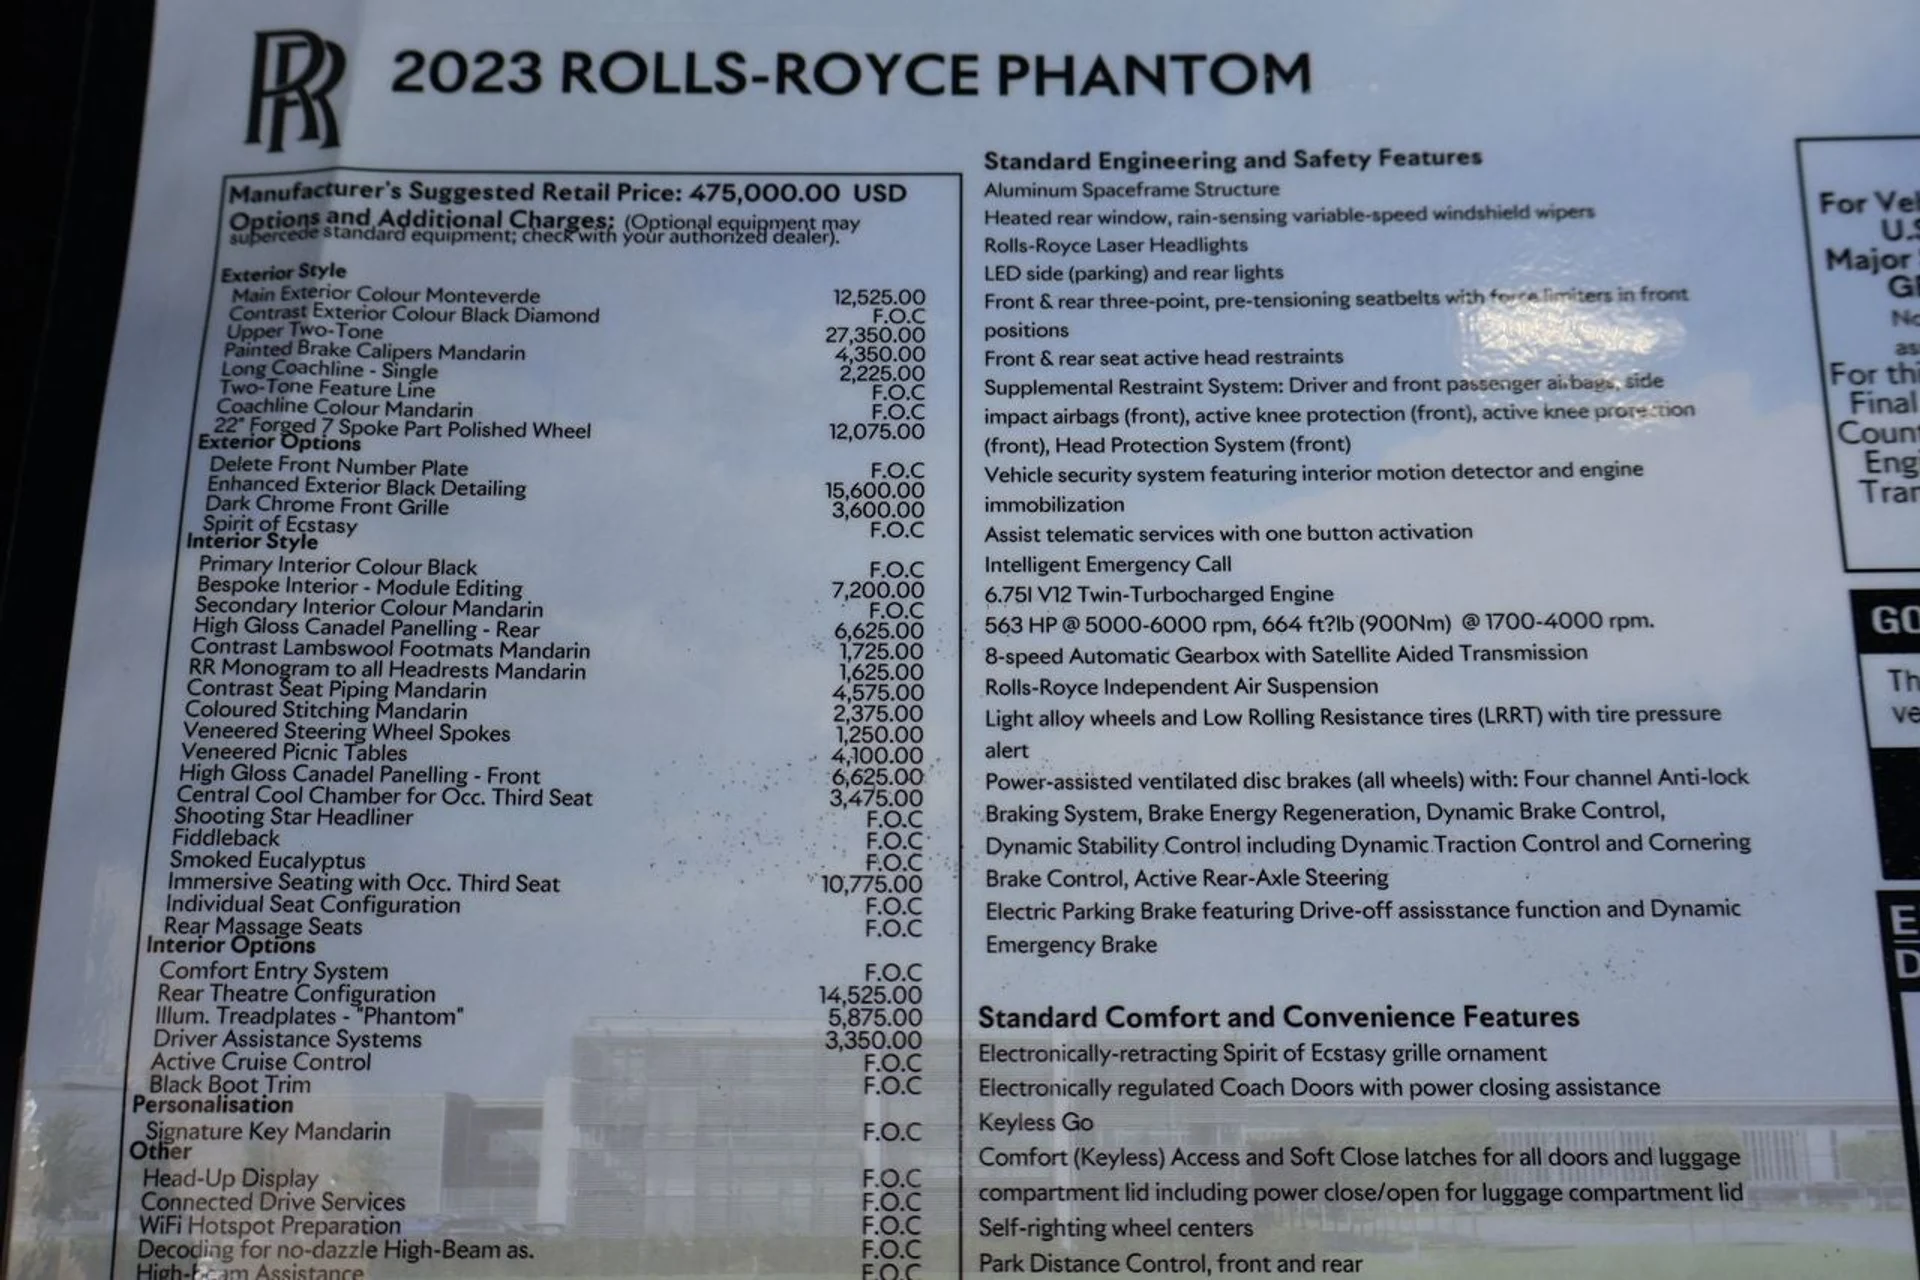 RR
2023 ROLLS-ROYCE PHANTOM
Manufacturer's Suggested Retail Price: 475,000.00 USD
Options and Additional Charges: (Optional equipment may
supercede standard equipment; check with your authorized dealer).
Exterior Style
Main Exterior Colour Monteverde 12,525.00
Contrast Exterior Colour Black Diamond F.O.C
Upper Two-Tone 27,350.00
Painted Brake Calipers Mandarin 4,350.00
Long Coachline - Single 2,225.00
Two-Tone Feature Line F.O.C
Coachline Colour Mandarin F.O.C
22" Forged 7 Spoke Part Polished Wheel 12,075.00
Exterior Options
Delete Front Number Plate F.O.C
Enhanced Exterior Black Detailing 15,600.00
Dark Chrome Front Grille 3,600.00
Spirit of Ecstasy F.O.C
Interior Style
Primary Interior Colour Black F.O.C
Bespoke Interior - Module Editing 7,200.00
Secondary Interior Colour Mandarin F.O.C
High Gloss Canadel Panelling - Rear 6,625.00
Contrast Lambswool Footmats Mandarin 1,725.00
RR Monogram to all Headrests Mandarin 1,625.00
Contrast Seat Piping Mandarin 4,575.00
Coloured Stitching Mandarin 2,375.00
Veneered Steering Wheel Spokes 1,250.00
Veneered Picnic Tables 4,100.00
High Gloss Canadel Panelling - Front 6,625.00
Central Cool Chamber for Occ. Third Seat 3,475.00
Shooting Star Headliner F.O.C
Fiddleback F.O.C
Smoked Eucalyptus F.O.C
Immersive Seating with Occ. Third Seat 10,775.00
Individual Seat Configuration F.O.C
Rear Massage Seats F.O.C
Interior Options
Comfort Entry System F.O.C
Rear Theatre Configuration 14,525.00
Illum. Treadplates - "Phantom" 5,875.00
Driver Assistance Systems 3,350.00
Active Cruise Control F.O.C
Black Boot Trim F.O.C
Personalisation
Signature Key Mandarin F.O.C
Other
Head-Up Display F.O.C
Connected Drive Services F.O.C
WiFi Hotspot Preparation F.O.C
Decoding for no-dazzle High-Beam as. F.O.C
High-beam Assistance F.O.C
Standard Engineering and Safety Features
Aluminum Spaceframe Structure
Heated rear window, rain-sensing variable-speed windshield wipers
Rolls-Royce Laser Headlights
LED side (parking) and rear lights
Front & rear three-point, pre-tensioning seatbelts with force limiters in front
positions
Front & rear seat active head restraints
Supplemental Restraint System: Driver and front passenger airbags, side
impact airbags (front), active knee protection (front), active knee protection
(front), Head Protection System (front)
Vehicle security system featuring interior motion detector and engine
immobilization
Assist telematic services with one button activation
Intelligent Emergency Call
6.75l V12 Twin-Turbocharged Engine
563 HP @ 5000-6000 rpm, 664 ft?lb (900Nm) @ 1700-4000 rpm.
8-speed Automatic Gearbox with Satellite Aided Transmission
Rolls-Royce Independent Air Suspension
Light alloy wheels and Low Rolling Resistance tires (LRRT) with tire pressure
alert
Power-assisted ventilated disc brakes (all wheels) with: Four channel Anti-lock
Braking System, Brake Energy Regeneration, Dynamic Brake Control,
Dynamic Stability Control including Dynamic Traction Control and Cornering
Brake Control, Active Rear-Axle Steering
Electric Parking Brake featuring Drive-off assisstance function and Dynamic
Emergency Brake
Standard Comfort and Convenience Features
Electronically-retracting Spirit of Ecstasy grille ornament
Electronically regulated Coach Doors with power closing assistance
Keyless Go
Comfort (Keyless) Access and Soft Close latches for all doors and luggage
compartment lid including power close/open for luggage compartment lid
Self-righting wheel centers
Park Distance Control, front and rear
For
U.S
Major
For
Final